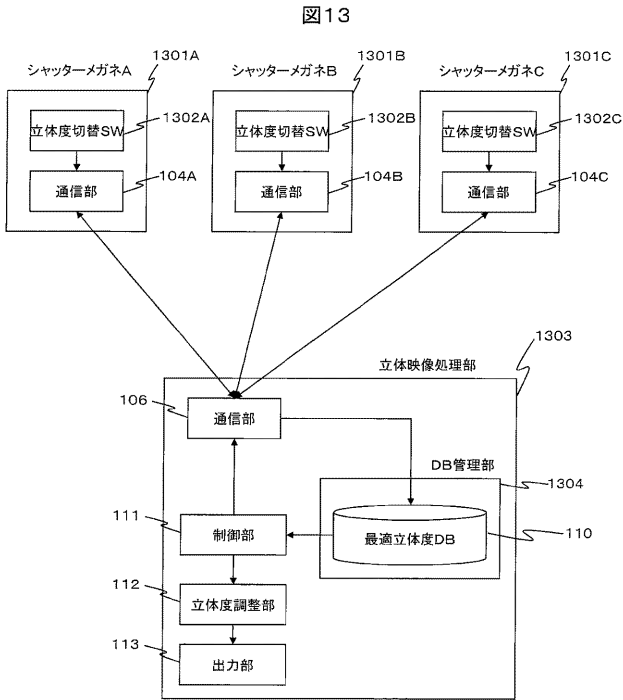 図13
シャッターメガネA
1301A
シャッターメガネB
1301B
シャッターメガネC
1301C
立体度切替SW
1302A
立体度切替SW
1302B
立体度切替SW
1302C
通信部
104A
通信部
104B
通信部
104C
1303
立体映像処理部
106
通信部
DB管理部
1304
111
制御部
最適立体度DB
110
112
立体度調整部
113
出力部